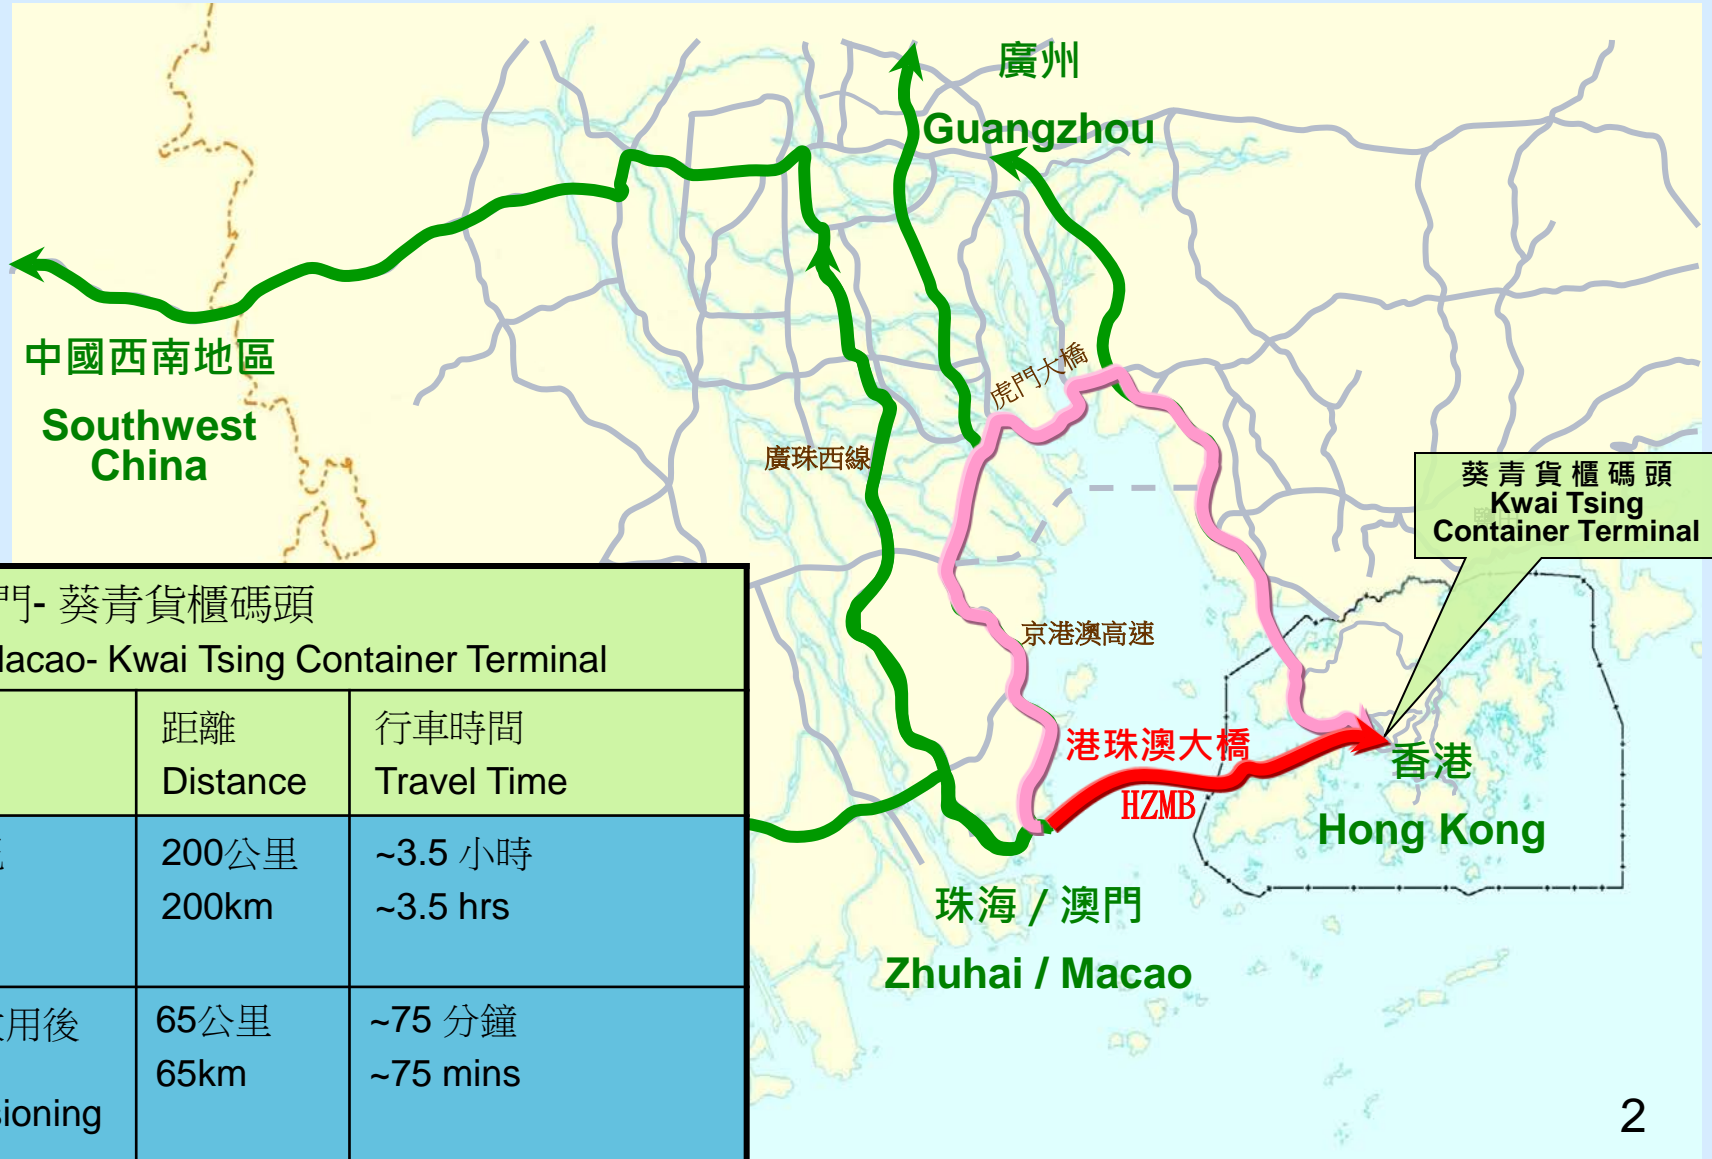 廣州
Guangzhou
中國西南地區
Southwest
China
虎門大橋
廣珠西線
葵青貨櫃碼頭
Kwai Tsing
Container Terminal
京港澳高速
港珠澳大橋
HZMB
香港
Hong Kong
珠海 / 澳門
Zhuhai / Macao
門- 葵青貨櫃碼頭
acao- Kwai Tsing Container Terminal
距離
Distance
行車時間
Travel Time
200公里
200km
~3.5 小時
~3.5 hrs
用後
sioning
65公里
65km
~75 分鐘
~75 mins
2